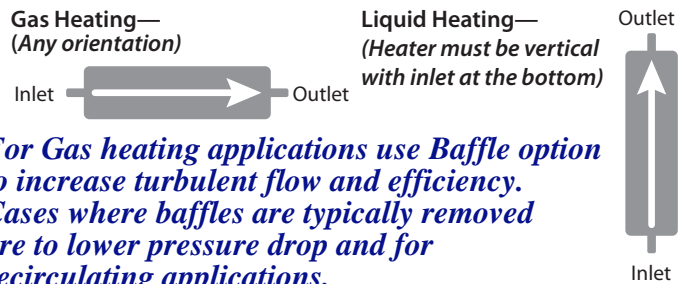 Gas Heating—
(Any orientation)
Inlet
Outlet
Liquid Heating—
(Heater must be vertical
with inlet at the bottom)
Outlet
Inlet
For Gas heating applications use Baffle option
o increase turbulent flow and efficiency.
Cases where baffles are typically removed
re to lower pressure drop and for
ecirculating applications.